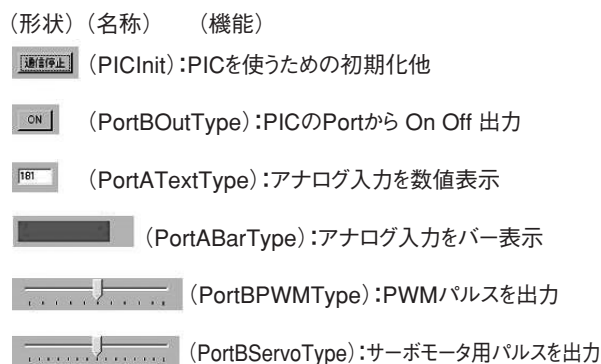 （形状）（名称）　（機能）
通信停止 （PICInit）：PICを使うための初期化他
ON （PortBOutType）：PICのPortから On Off 出力
181 （PortATextType）：アナログ入力を数値表示
（PortABarType）：アナログ入力をバー表示
（PortBPWMType）：PWMパルスを出力
（PortBServoType）：サーボモータ用パルスを出力